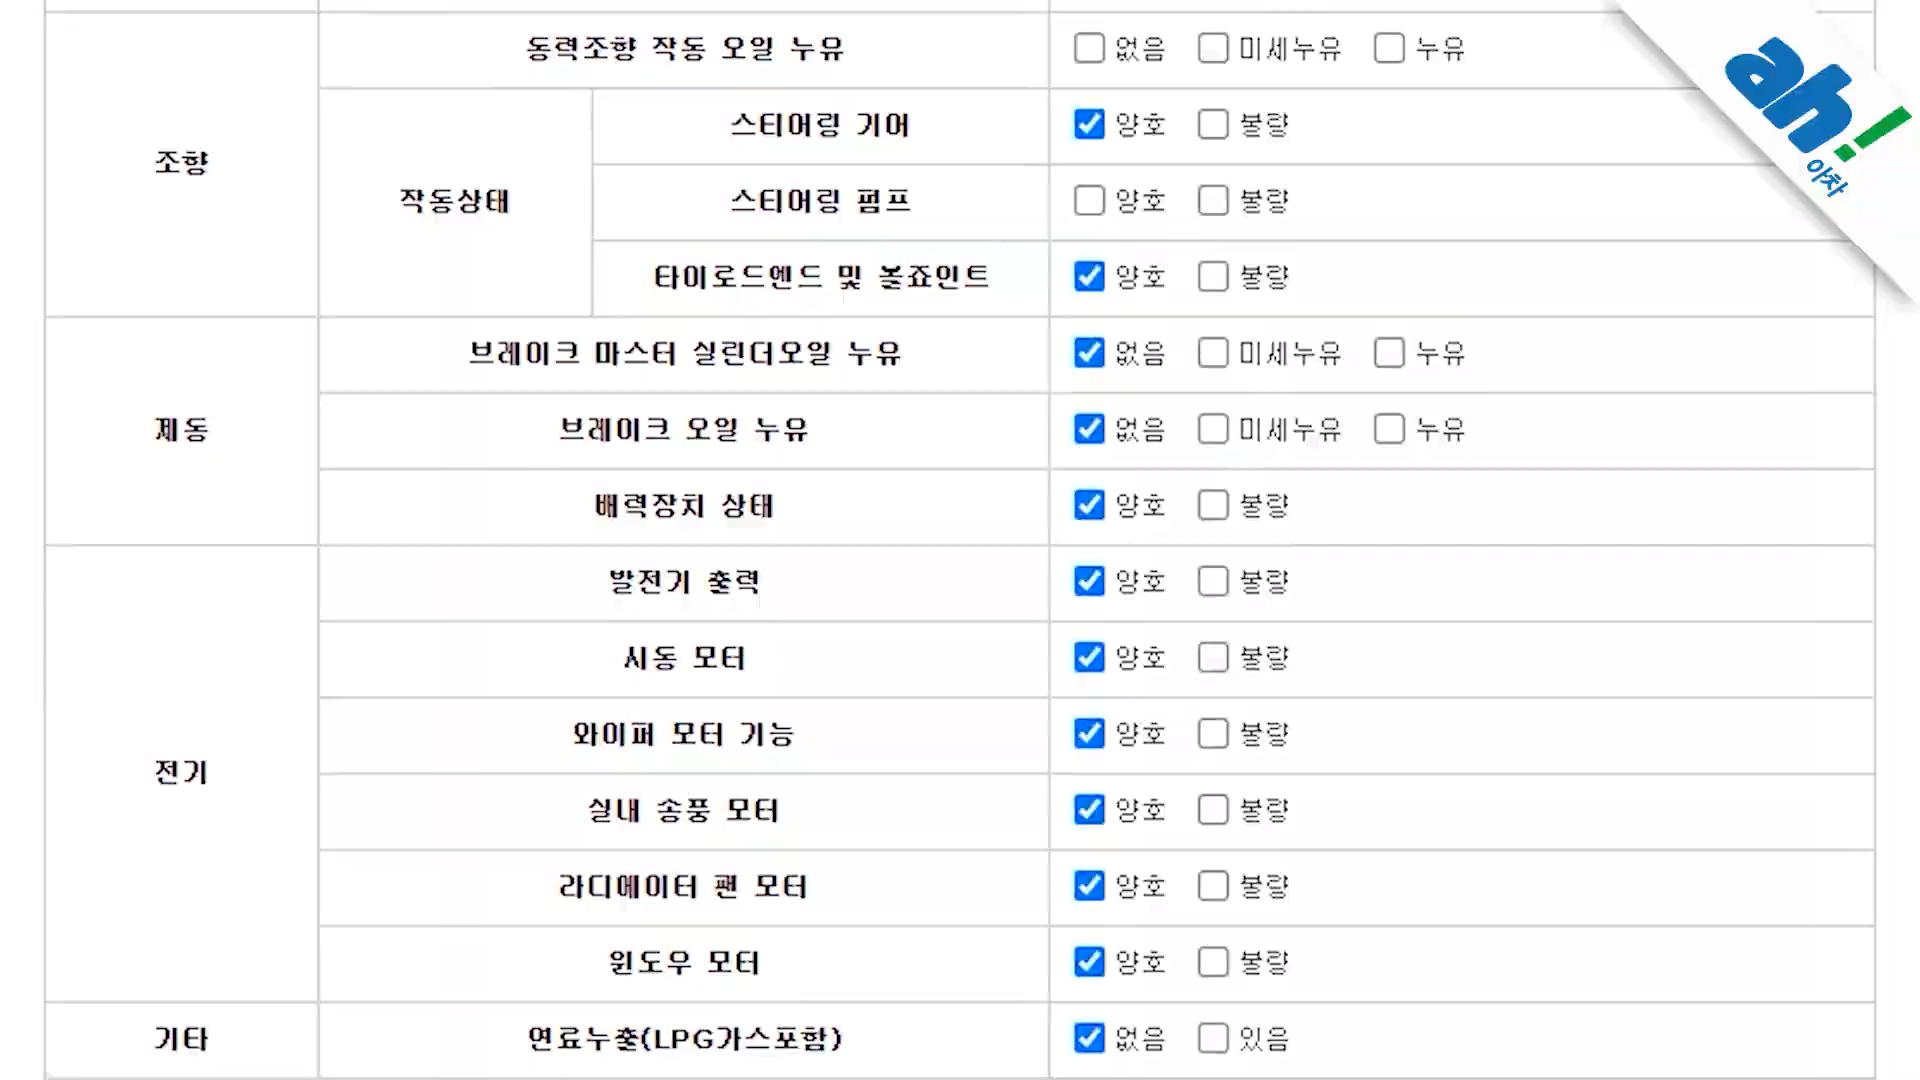 동력조향 작동 오일 누유 없음 미세누유 누유
조향
작동상태
스티어링 기어 양호 불량
스티어링 펌프 양호 불량
타이로드엔드 및 볼죠인트 양호 불량
제동
브레이크 마스터 실린더오일 누유 없음 미세누유 누유
브레이크 오일 누유 없음 미세누유 누유
배력장치 상태 양호 불량
전기
발전기 출력 양호 불량
시동 모터 양호 불량
와이퍼 모터 기능 양호 불량
실내 송풍 모터 양호 불량
라디에이터 팬 모터 양호 불량
윈도우 모터 양호 불량
기타 연료누출(LPG가스포함) 없음 있음
ah!
아차